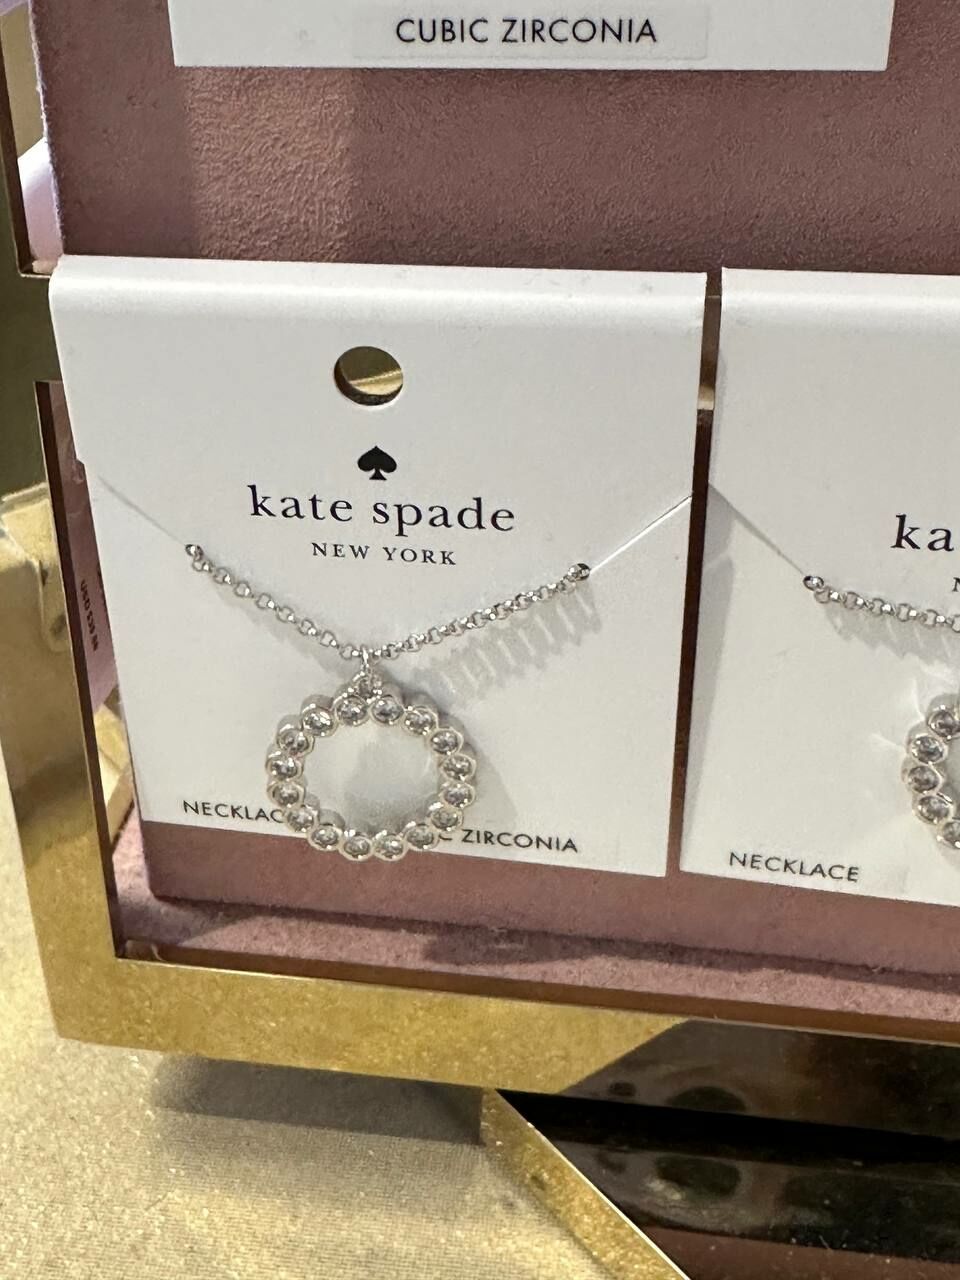 CUBIC ZIRCONIA
kate spade
NEW YORK
NECKLAC
C ZIRCONIA
ka
N
NECKLACE